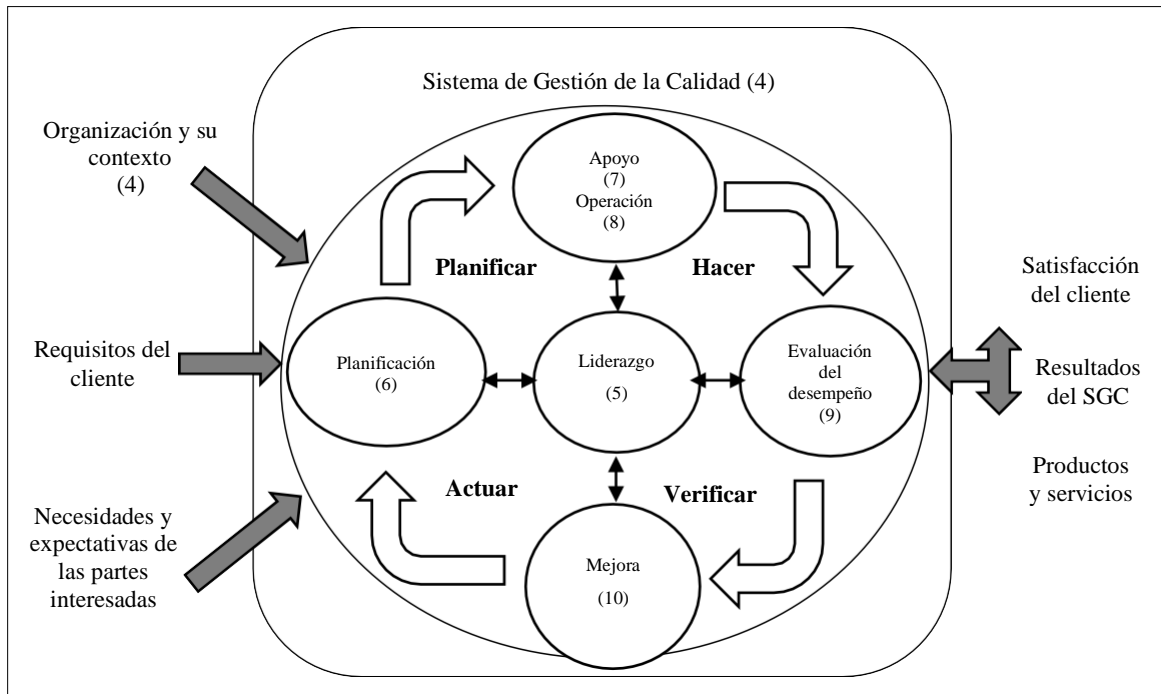 Sistema de Gestión de la Calidad (4)
Organización y su
contexto
(4)
Requisitos del
cliente
Necesidades y
expectativas de
las partes
interesadas
Apoyo
(7)
Operación
(8)
Planificar
Hacer
Planificación
(6)
Liderazgo
(5)
Evaluación
del
desempeño
(9)
Actuar
Verificar
Mejora
(10)
Satisfacción
del cliente
Resultados
del SGC
Productos
y servicios